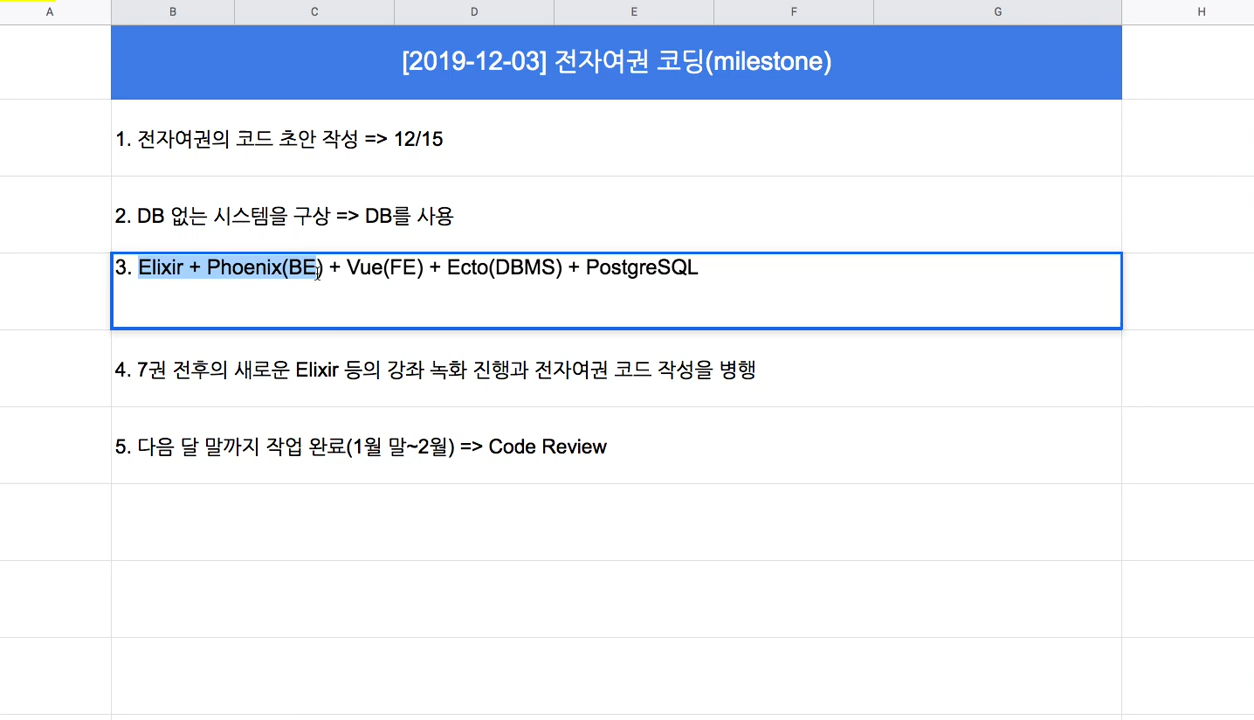 A B C D E F G H
[2019-12-03] 전자여권 코딩(milestone)
1. 전자여권의 코드 초안 작성 => 12/15
2. DB 없는 시스템을 구상 => DB를 사용
3. Elixir + Phoenix(BE) + Vue(FE) + Ecto(DBMS) + PostgreSQL
4. 7권 전후의 새로운 Elixir 등의 강좌 녹화 진행과 전자여권 코드 작성을 병행
5. 다음 달 말까지 작업 완료(1월 말~2월) => Code Review